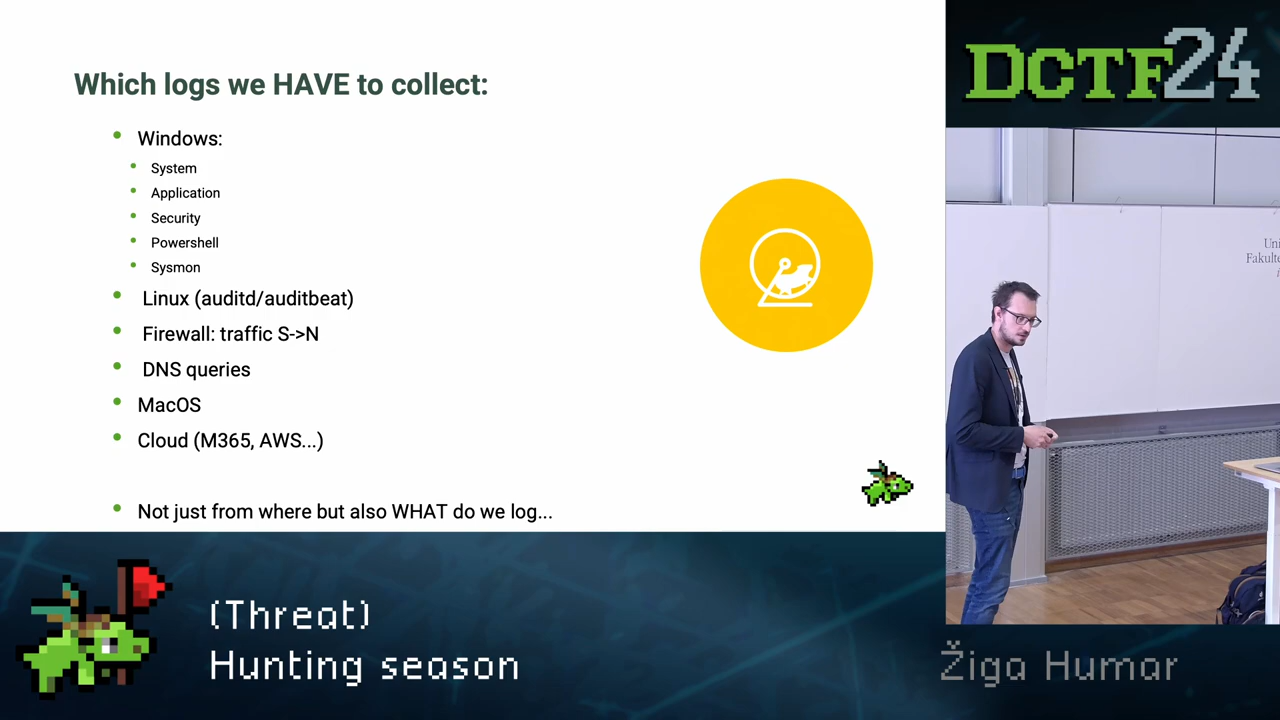 Which logs we HAVE to collect:
Windows:
System
Application
Security
Powershell
Sysmon
Linux (auditd/auditbeat)
Firewall: traffic S->N
DNS queries
MacOS
Cloud (M365, AWS...)
Not just from where but also WHAT do we log...
DCTF24
Uni
Fakulte
i
(Threat)
Hunting season
Žiga Humar